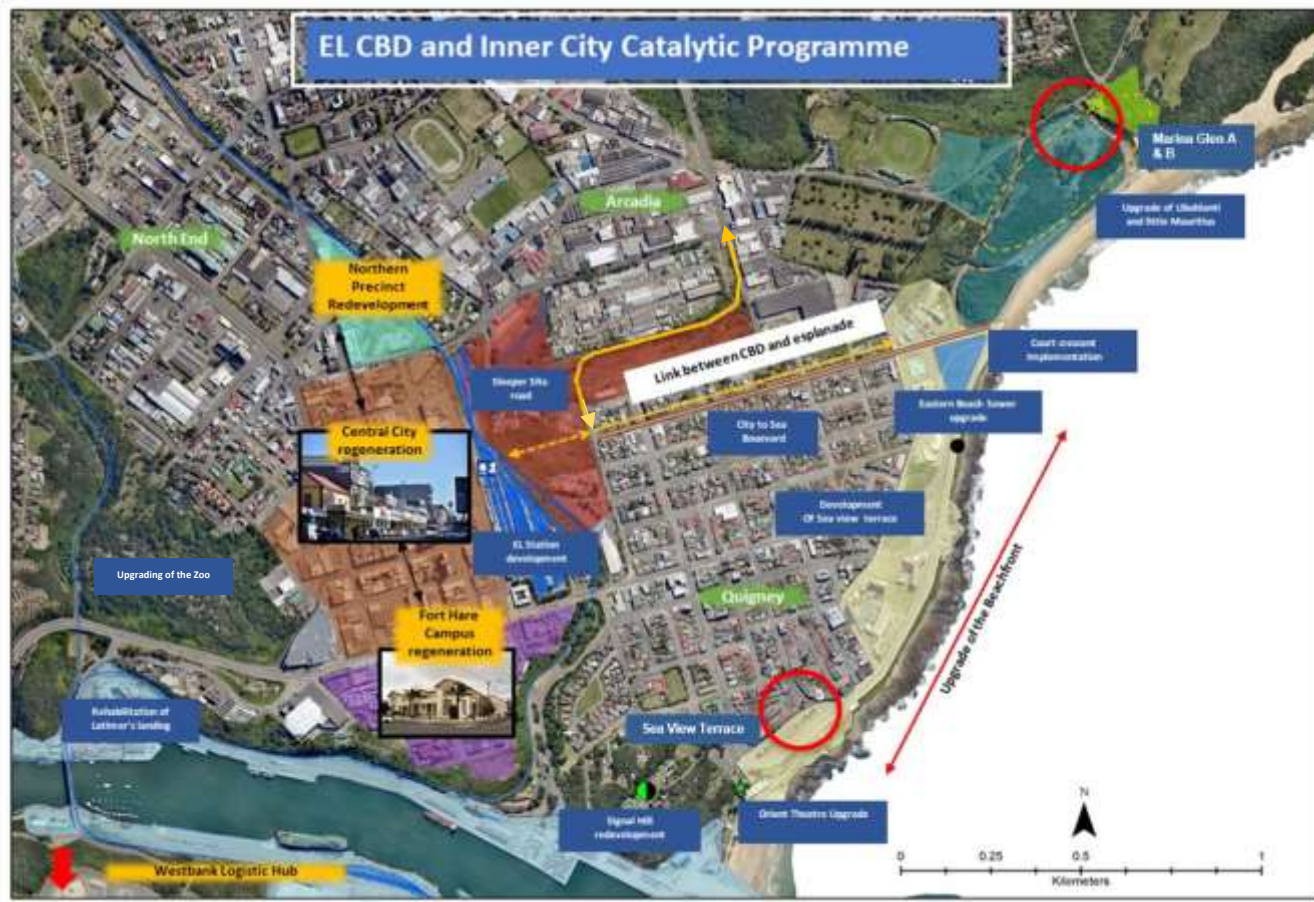 EL CBD and Inner City Catalytic Programme
Marina Glen A
& B
Upgrade of
and little Mauritius
Arcadia
North End
Northern
Precinct
Redevelopment
Link between CBD and esplanade
Court crescent
Implementation
Sleeper Site
road
Eastern Beach Sewer
upgrade
City to Sea
Boulevard
Central City
regeneration
Development
Of Sea view terrace
EL Station
development
Upgrading of the Zoo
Quigney
Upgrade of the Beachfront
Fort Hare
Campus
regeneration
Rehabilitation of
Latimer's landing
Sea View Terrace
Signal Hill
redevelopment
Orient Theatre Upgrade
N
Westbank Logistic Hub
0 0.25 0.5 1
Kilometers